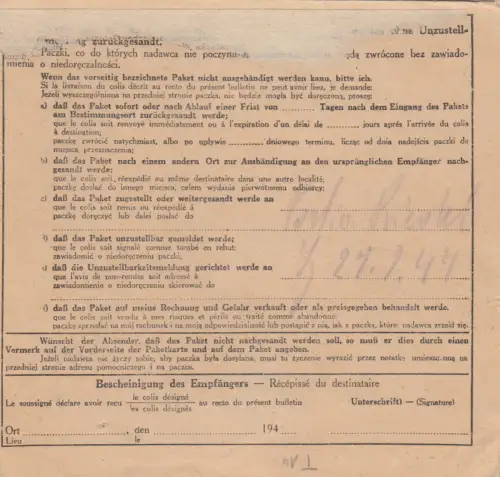 ohne Unzustell-
zurückgesandt.
Paczki, co do których nadawca nie poczynił będą zwrócone bez zawiado-
mienia o niedoręczalności.
Wenn das vorseitig bezeichnete Paket nicht ausgehändigt werden kann, bitte ich.
Si la livraison du colis décrit au recto du présent bulletin ne peut avoir lieu, je demande:
Jeżeli wyszczególniona na przedniej stronie paczka, nie będzie mogła być doręczona, proszę:
a) daß das Paket sofort oder nach Ablauf einer Frist von ........ Tagen nach dem Eingang des Pakets
am Bestimmungsort zurückgesandt werde;
que le colis soit renvoyé immédiatement ou à l'expiration d'un délai de ........ jours après l'arrivée du colis
à destination;
paczkę zwrócić natychmiast, albo po upływie ........ dniowego terminu, licząc od dnia nadejścia paczki do
miejsca, przeznaczenia;
b) daß das Paket nach einem andern Ort zur Aushändigung an den ursprünglichen Empfänger nach-
gesandt werde;
que le colis soit, réexpédié au même destinataire dans une autre localité;
paczkę dosłać do innego miejsca, celem wydania pierwotnemu odbiorcy;
c) daß das Paket zugestellt oder weitergesandt werde an
que le colis soit remis ou réexpédié à
paczkę doręczyć lub dalej posłać do
d) daß das Paket unzustellbar gemeldet werde;
que le colis soit signalé comme tombé en rebut;
zawiadomić o niedoręczeniu paczki;
e) daß die Unzustellbarkeitsmeldung gerichtet werde an
que l'avis de non-remise soit adressé à
zawiadomienie o niedoręczeniu skierować do
27.7.44
f) daß das Paket auf meine Rechnung und Gefahr verkauft oder als preisgegeben behandelt werde.
que le colis soit vendu à mes risques et périls ou traité comme abandonné;
paczkę sprzedać na mój rachunek i na moją odpowiedzialność lub postąpić z nią, jak z paczką, której nadawca zrzekł się.
Wünscht der Absender, daß das Paket nicht nachgesandt werden soll, so muß er dies durch einen
Vermerk auf der Vorderseite der Paketkarte und auf dem Paket angeben.
Jeżeli nadawca nie życzy sobie, aby paczka była dosyłana, musi to życzenie wyrazić przez notatkę umieszczoną na
przedniej stronie adresu pomocniczego i na paczce.
Bescheinigung des Empfängers — Récépissé du destinataire
Le soussigné déclare avoir reçu le colis désigné / les colis désignés au recto du présent bulletin Unterschrift) — (Signature)
Ort ........ , den ........ 194
Lieu le